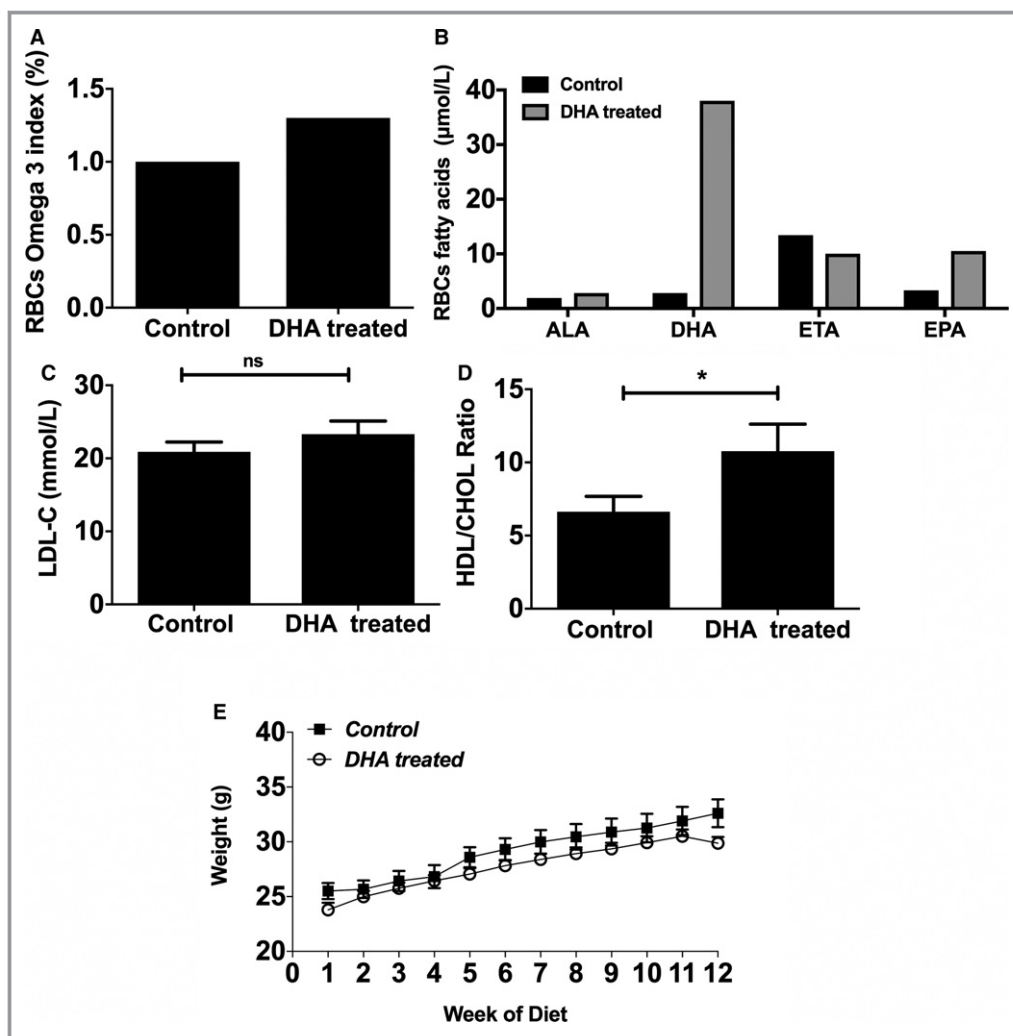 A
RBCs Omega 3 index (%)
1.5
1.0
0.5
0.0
Control DHA treated
B
Control
DHA treated
RBCs fatty acids (µmol/L)
40
30
20
10
0
ALA DHA ETA EPA
C
ns
LDL-C (mmol/L)
30
20
10
0
Control DHA treated
D
*
HDL/CHOL Ratio
15
10
5
0
Control DHA treated
E
Control
DHA treated
Weight (g)
40
35
30
25
20
0 1 2 3 4 5 6 7 8 9 10 11 12
Week of Diet